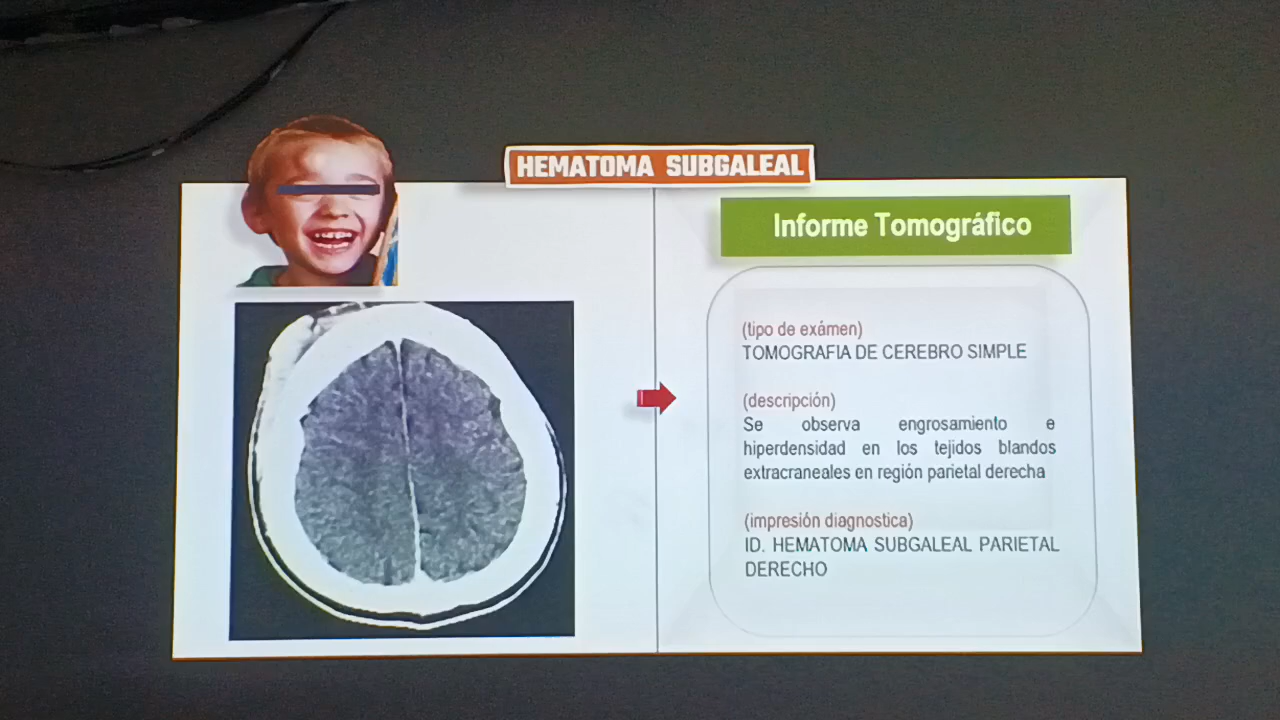 HEMATOMA SUBGALEAL
Informe Tomográfico
(tipo de exámen)
TOMOGRAFIA DE CEREBRO SIMPLE
(descripción)
Se observa engrosamiento e
hiperdensidad en los tejidos blandos
extracraneales en región parietal derecha
(impresión diagnostica)
ID. HEMATOMA SUBGALEAL PARIETAL
DERECHO